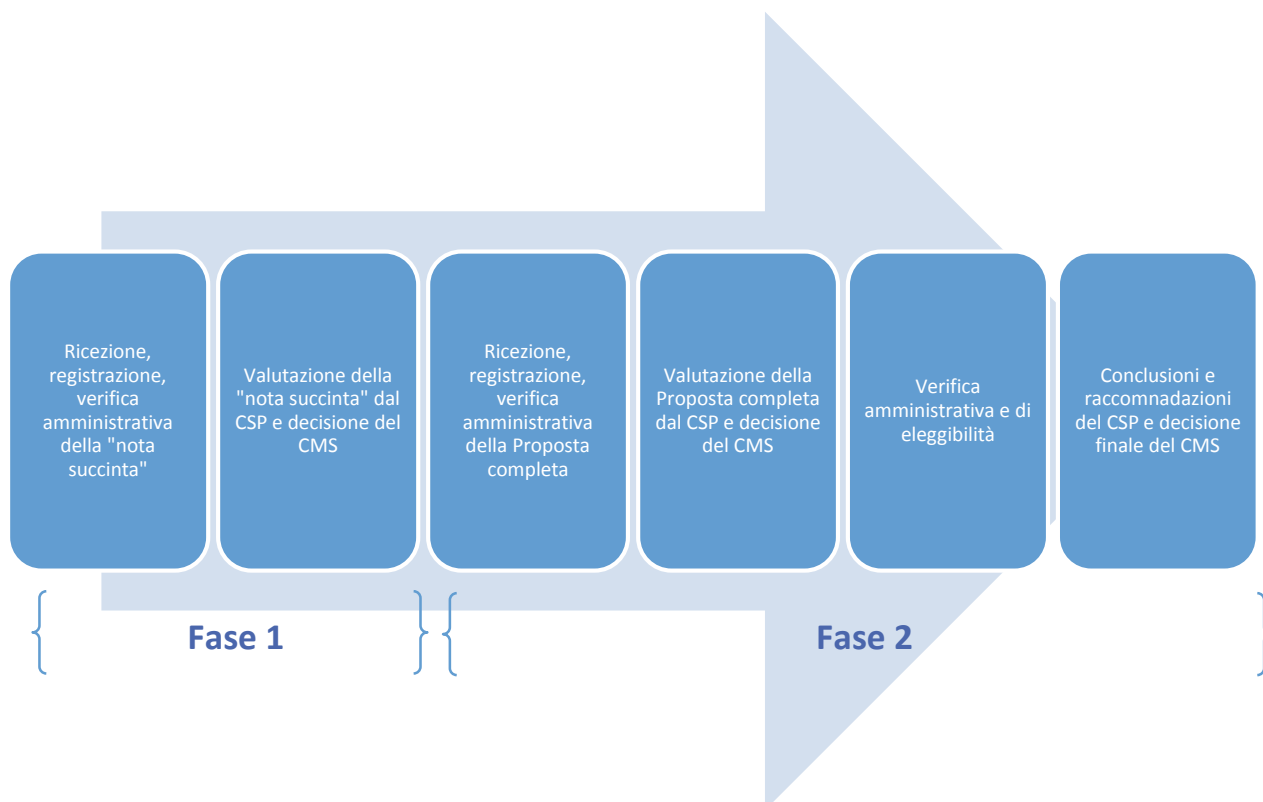 Ricezione,
registrazione,
verifica
amministrativa
della "nota
succinta"
Valutazione della
"nota succinta" dal
CSP e decisione del
CMS
Ricezione,
registrazione,
verifica
amministrativa
della Proposta
completa
Valutazione della
Proposta completa
dal CSP e decisione
del CMS
Verifica
amministrativa e di
eleggibilità
Conclusioni e
raccomnadazioni
del CSP e decisione
finale del CMS
Fase 1
Fase 2